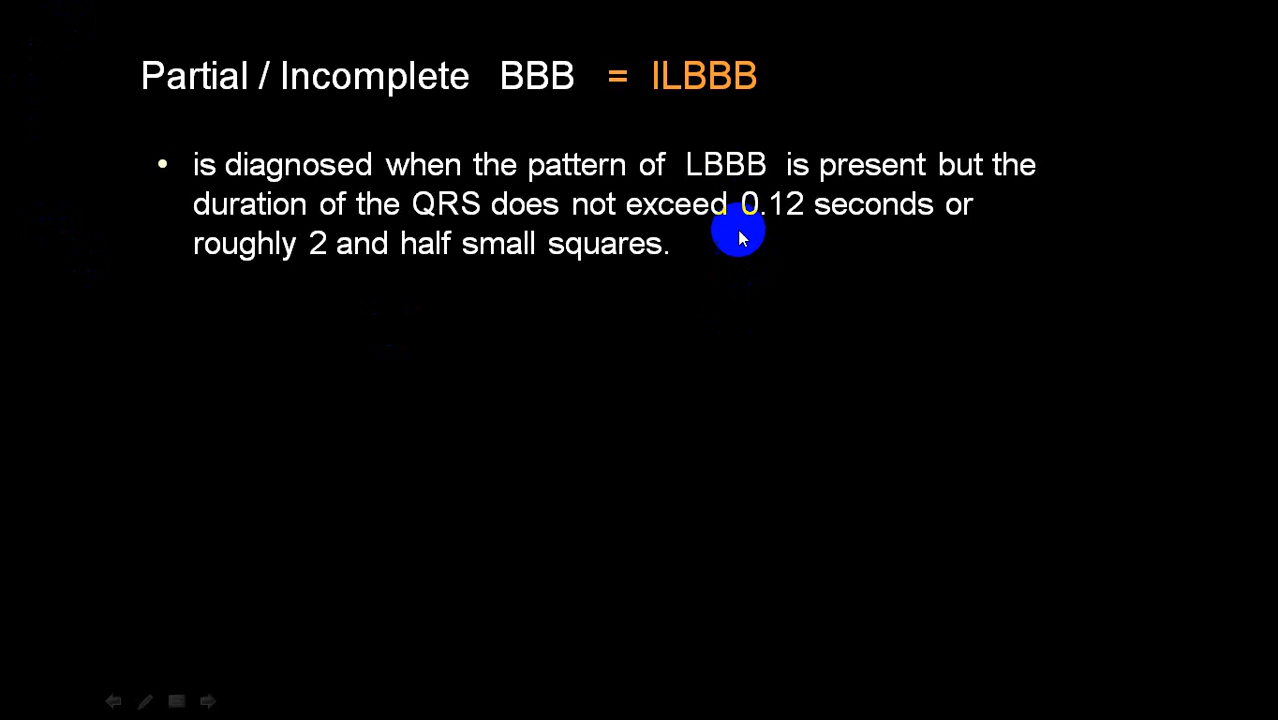 Partial / Incomplete BBB = ILBBB
• is diagnosed when the pattern of LBBB is present but the
duration of the QRS does not exceed 0.12 seconds or
roughly 2 and half small squares.